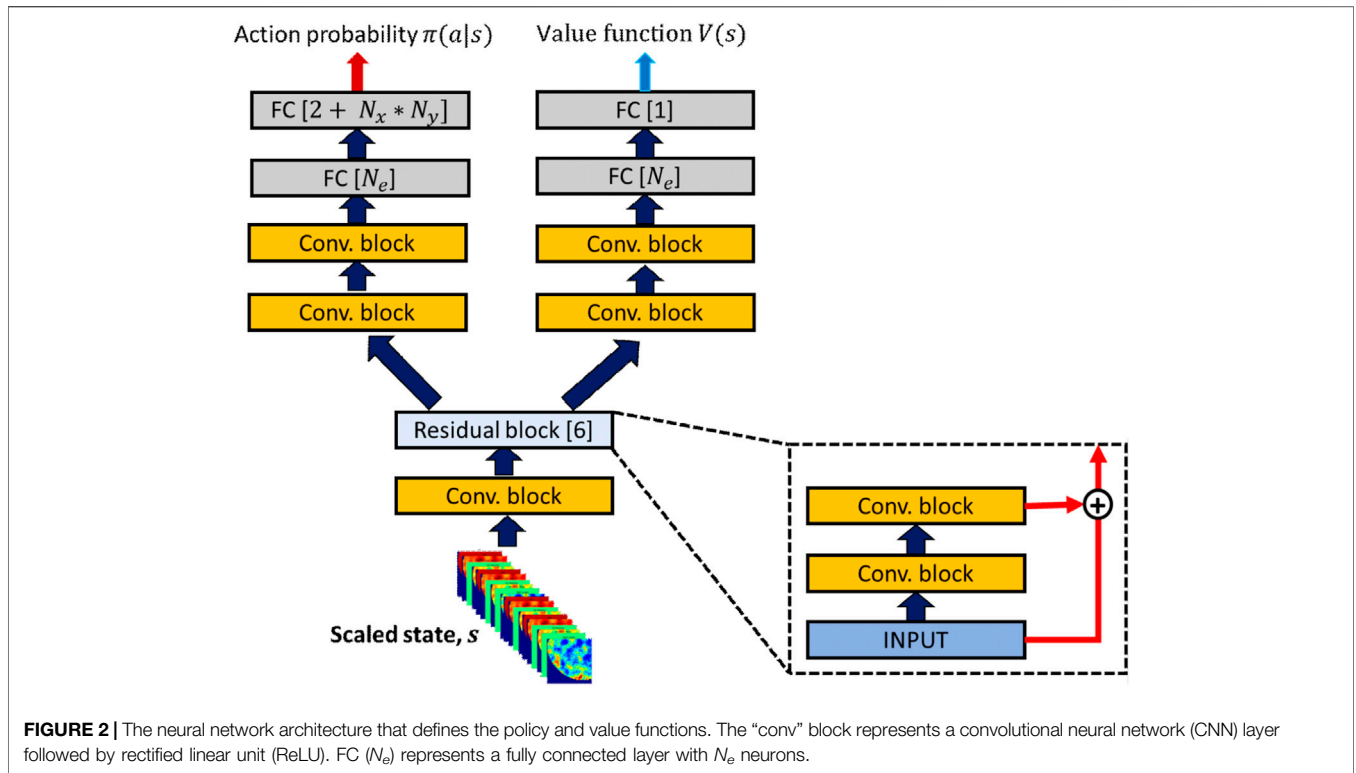 Action probability π(a|s)
Value function V(s)
FC [2 + N_x * N_y]
FC [1]
FC [N_e]
FC [N_e]
Conv. block
Conv. block
Conv. block
Conv. block
Residual block [6]
Conv. block
Scaled state, s
Conv. block
Conv. block
INPUT
+
FIGURE 2 | The neural network architecture that defines the policy and value functions. The “conv” block represents a convolutional neural network (CNN) layer
followed by rectified linear unit (ReLU). FC (N_e) represents a fully connected layer with N_e neurons.